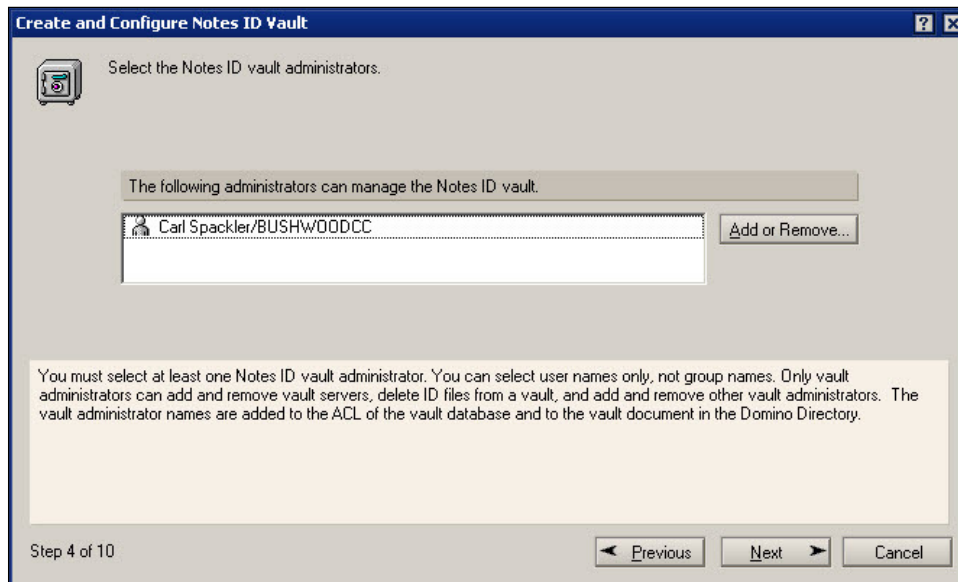 Create and Configure Notes ID Vault
Select the Notes ID vault administrators.
The following administrators can manage the Notes ID vault.
Carl Spackler/BUSHWOODCC
Add or Remove...
You must select at least one Notes ID vault administrator. You can select user names only, not group names. Only vault
administrators can add and remove vault servers, delete ID files from a vault, and add and remove other vault administrators. The
vault administrator names are added to the ACL of the vault database and to the vault document in the Domino Directory.
Step 4 of 10
Previous
Next
Cancel